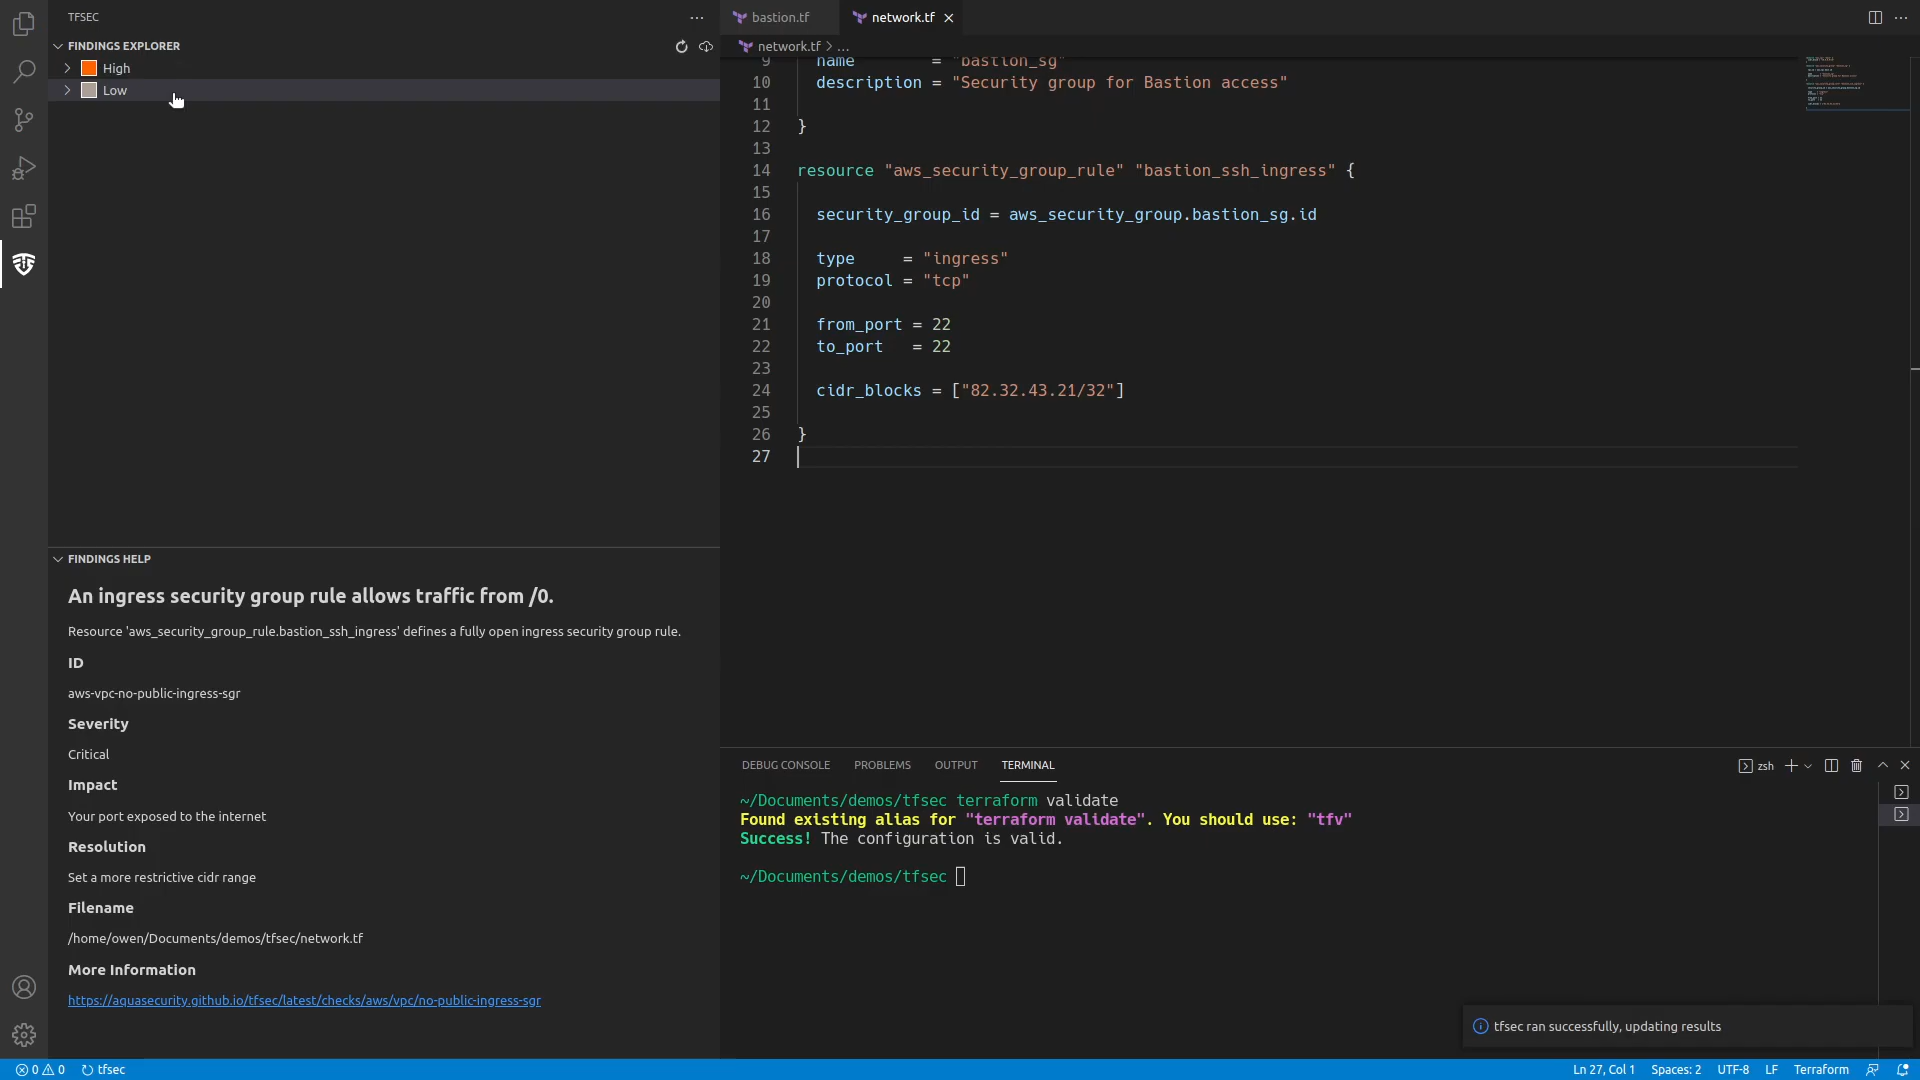 TFSEC
FINDINGS EXPLORER
High
Low
FINDINGS HELP
An ingress security group rule allows traffic from /0.
Resource 'aws_security_group_rule.bastion_ssh_ingress' defines a fully open ingress security group rule.
ID
aws-vpc-no-public-ingress-sgr
Severity
Critical
Impact
Your port exposed to the internet
Resolution
Set a more restrictive cidr range
Filename
/home/owen/Documents/demos/tfsec/network.tf
More Information
https://aquasecurity.github.io/tfsec/latest/checks/aws/vpc/no-public-ingress-sgr
bastion.tf network.tf
network.tf > ...
9 name = "bastion_sg"
10 description = "Security group for Bastion access"
11
12 }
13
14 resource "aws_security_group_rule" "bastion_ssh_ingress" {
15
16 security_group_id = aws_security_group.bastion_sg.id
17
18 type = "ingress"
19 protocol = "tcp"
20
21 from_port = 22
22 to_port = 22
23
24 cidr_blocks = ["82.32.43.21/32"]
25
26 }
27
DEBUG CONSOLE PROBLEMS OUTPUT TERMINAL zsh
~/Documents/demos/tfsec terraform validate
Found existing alias for "terraform validate". You should use: "tfv"
Success! The configuration is valid.
~/Documents/demos/tfsec
tfsec ran successfully, updating results
0 0 tfsec Ln 27, Col 1 Spaces: 2 UTF-8 LF Terraform